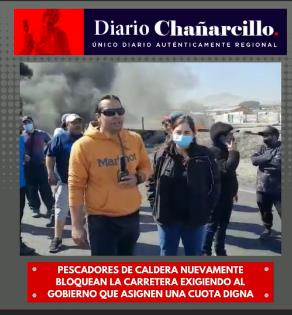 Diario Chañarcillo.
ÚNICO DIARIO AUTÉNTICAMENTE REGIONAL
Marmot
PESCADORES DE CALDERA NUEVAMENTE
BLOQUEAN LA CARRETERA EXIGIENDO AL
GOBIERNO QUE ASIGNEN UNA CUOTA DIGNA